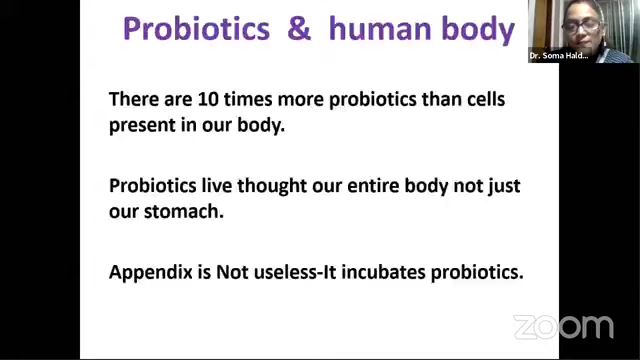 Probiotics & human body
Dr. Soma Hald...
There are 10 times more probiotics than cells
present in our body.
Probiotics live thought our entire body not just
our stomach.
Appendix is Not useless-It incubates probiotics.
zoom